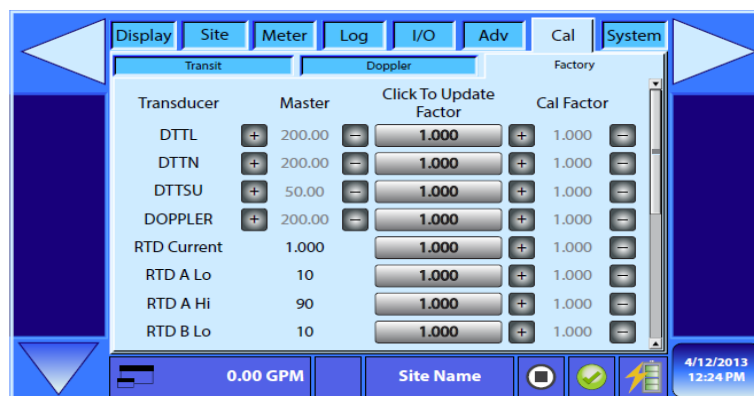 Display Site Meter Log I/O Adv Cal System
Transit Doppler Factory
Transducer Master Click To Update Factor Cal Factor
DTTL + 200.00 − 1.000 + 1.000 −
DTTN + 200.00 − 1.000 + 1.000 −
DTTSU + 50.00 − 1.000 + 1.000 −
DOPPLER + 200.00 − 1.000 + 1.000 −
RTD Current 1.000 1.000 + 1.000 −
RTD A Lo 10 1.000 + 1.000 −
RTD A Hi 90 1.000 + 1.000 −
RTD B Lo 10 1.000 + 1.000 −
0.00 GPM Site Name
4/12/2013
12:24 PM